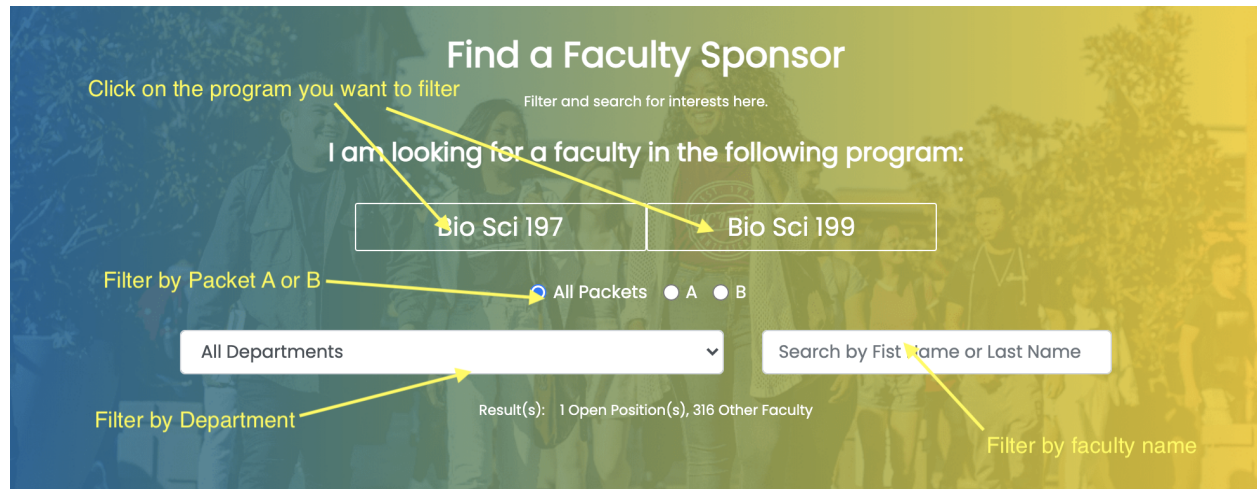 Find a Faculty Sponsor
Click on the program you want to filter
Filter and search for interests here.
I am looking for a faculty in the following program:
Bio Sci 197 Bio Sci 199
Filter by Packet A or B
All Packets A B
All Departments Search by Fist Name or Last Name
Result(s): 1 Open Position(s), 316 Other Faculty
Filter by Department
Filter by faculty name